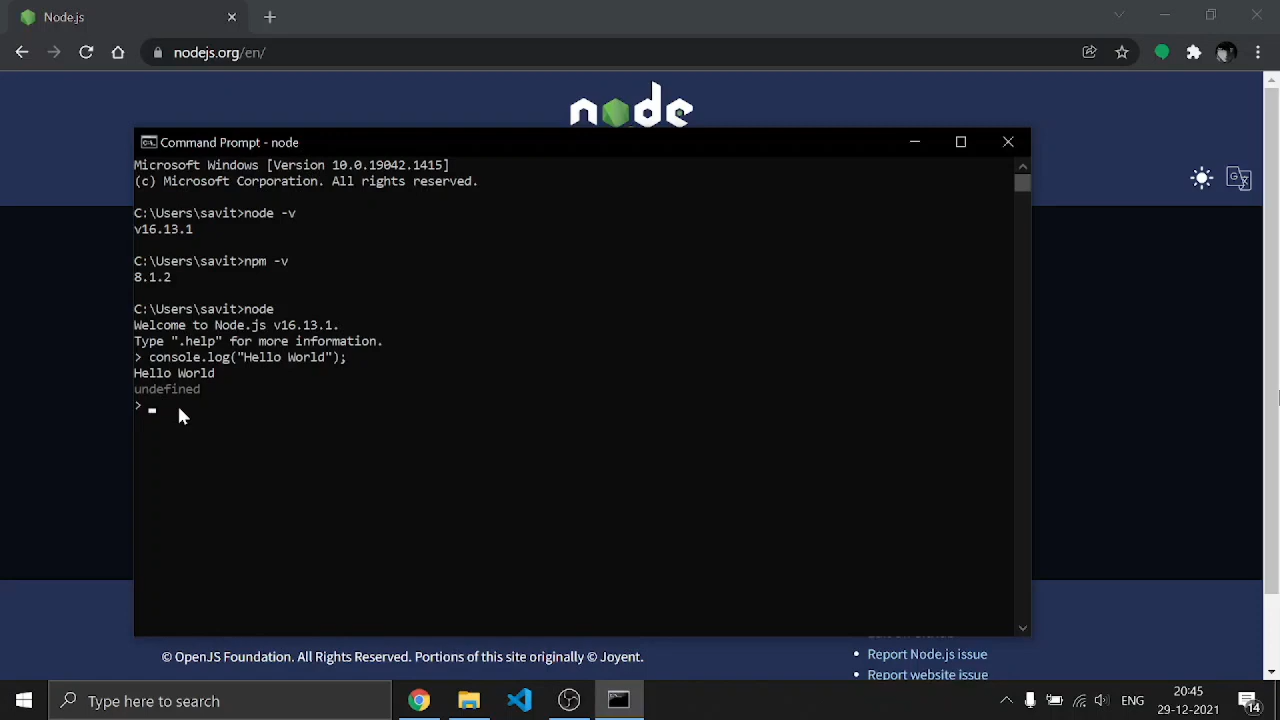 Nodejs
nodejs.org/en/
node
Command Prompt - node
Microsoft Windows [Version 10.0.19042.1415]
(c) Microsoft Corporation. All rights reserved.
C:\Users\savit>node -v
v16.13.1
C:\Users\savit>npm -v
8.1.2
C:\Users\savit>node
Welcome to Node.js v16.13.1.
Type ".help" for more information.
> console.log("Hello World");
Hello World
undefined
>
© OpenJS Foundation. All Rights Reserved. Portions of this site originally © Joyent.
Report Node.js issue
Report website issue
Type here to search
ENG
20:45
29-12-2021
14